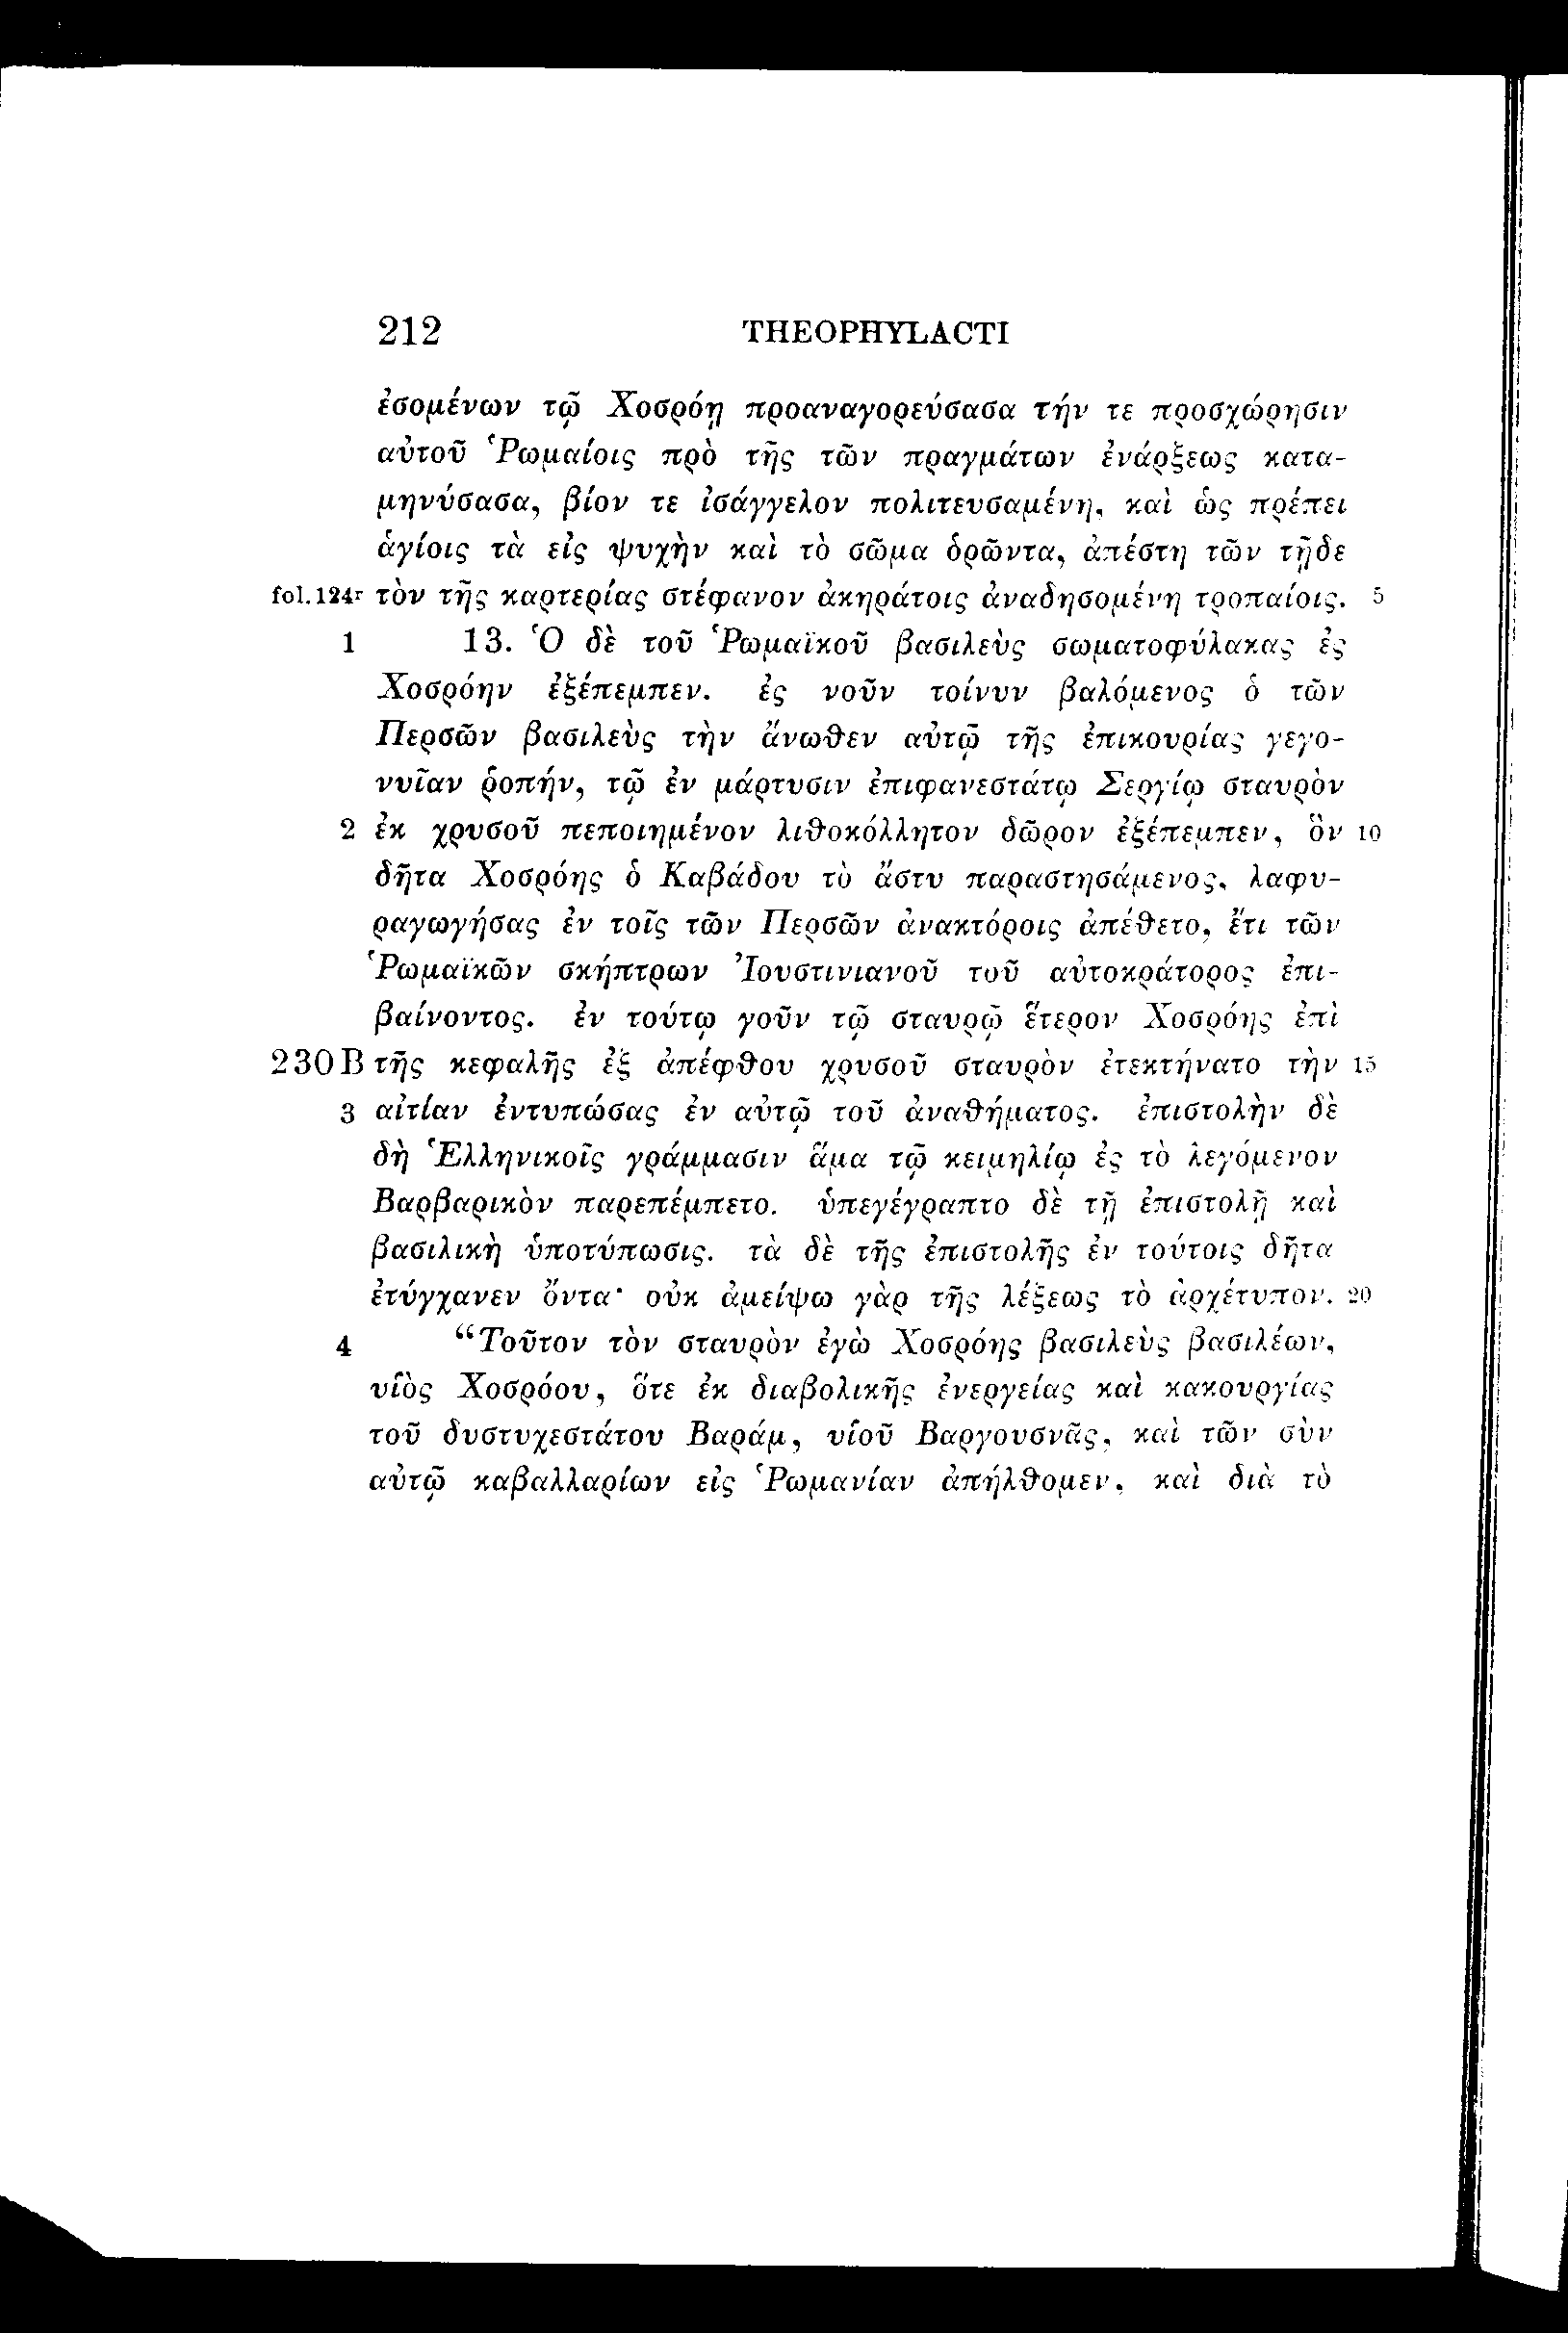 212 THEOPHYLACTI
ἐσομένων τῷ Χοσρόῃ προαναγορεύσασα τήν τε προσχώρησιν
αὐτοῦ Ῥωμαίοις πρὸ τῆς τῶν πραγμάτων ἐνάρξεως κατα-
μηνύσασα, βίον τε ἰσάγγελον πολιτευσαμένη, καὶ ὡς πρέπει
ἁγίοις τὰ εἰς ψυχὴν καὶ τὸ σῶμα δρῶντα, ἀπέστη τῶν τῇδε
fol.124r τὸν τῆς καρτερίας στέφανον ἀκηράτοις ἀναδησομένη τροπαίοις. 5
1 13. Ὁ δὲ τοῦ Ῥωμαϊκοῦ βασιλεὺς σωματοφύλακας ἐς
Χοσρόην ἐξέπεμπεν. ἐς νοῦν τοίνυν βαλόμενος ὁ τῶν
Περσῶν βασιλεὺς τὴν ἄνωθεν αὐτῷ τῆς ἐπικουρίας γεγο-
νυῖαν ῥοπήν, τῷ ἐν μάρτυσιν ἐπιφανεστάτῳ Σεργίῳ σταυρὸν
2 ἐκ χρυσοῦ πεποιημένον λιθοκόλλητον δῶρον ἐξέπεμπεν, ὃν 10
δῆτα Χοσρόης ὁ Καβάδου τὸ ἄστυ παραστησάμενος, λαφυ-
ραγωγήσας ἐν τοῖς τῶν Περσῶν ἀνακτόροις ἀπέθετο, ἔτι τῶν
Ῥωμαϊκῶν σκήπτρων Ἰουστινιανοῦ τοῦ αὐτοκράτορος ἐπι-
βαίνοντος. ἐν τούτῳ γοῦν τῷ σταυρῷ ἕτερον Χοσρόης ἐπὶ
230B τῆς κεφαλῆς ἐξ ἀπέφθου χρυσοῦ σταυρὸν ἐτεκτήνατο τὴν 15
3 αἰτίαν ἐντυπώσας ἐν αὐτῷ τοῦ ἀναθήματος. ἐπιστολὴν δὲ
δὴ Ἑλληνικοῖς γράμμασιν ἅμα τῷ κειμηλίῳ ἐς τὸ λεγόμενον
Βαρβαρικὸν παρεπέμπετο. ὑπεγέγραπτο δὲ τῇ ἐπιστολῇ καὶ
βασιλικὴ ὑποτύπωσις. τὰ δὲ τῆς ἐπιστολῆς ἐν τούτοις δῆτα
ἐτύγχανεν ὄντα· οὐκ ἀμείψω γὰρ τῆς λέξεως τὸ ἀρχέτυπον. 20
4 “Τοῦτον τὸν σταυρὸν ἐγὼ Χοσρόης βασιλεὺς βασιλέων,
υἱὸς Χοσρόου, ὅτε ἐκ διαβολικῆς ἐνεργείας καὶ κακουργίας
τοῦ δυστυχεστάτου Βαράμ, υἱοῦ Βαργουσνᾶς, καὶ τῶν σὺν
αὐτῷ καβαλλαρίων εἰς Ῥωμανίαν ἀπήλθομεν, καὶ διὰ τὸ